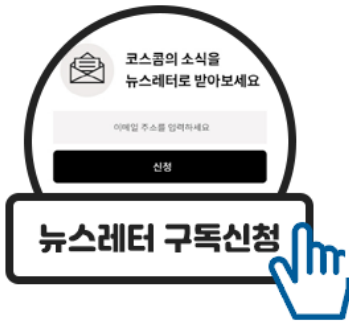 코스콤의 소식을
뉴스레터로 받아보세요
이메일 주소를 입력하세요
신청
뉴스레터 구독신청